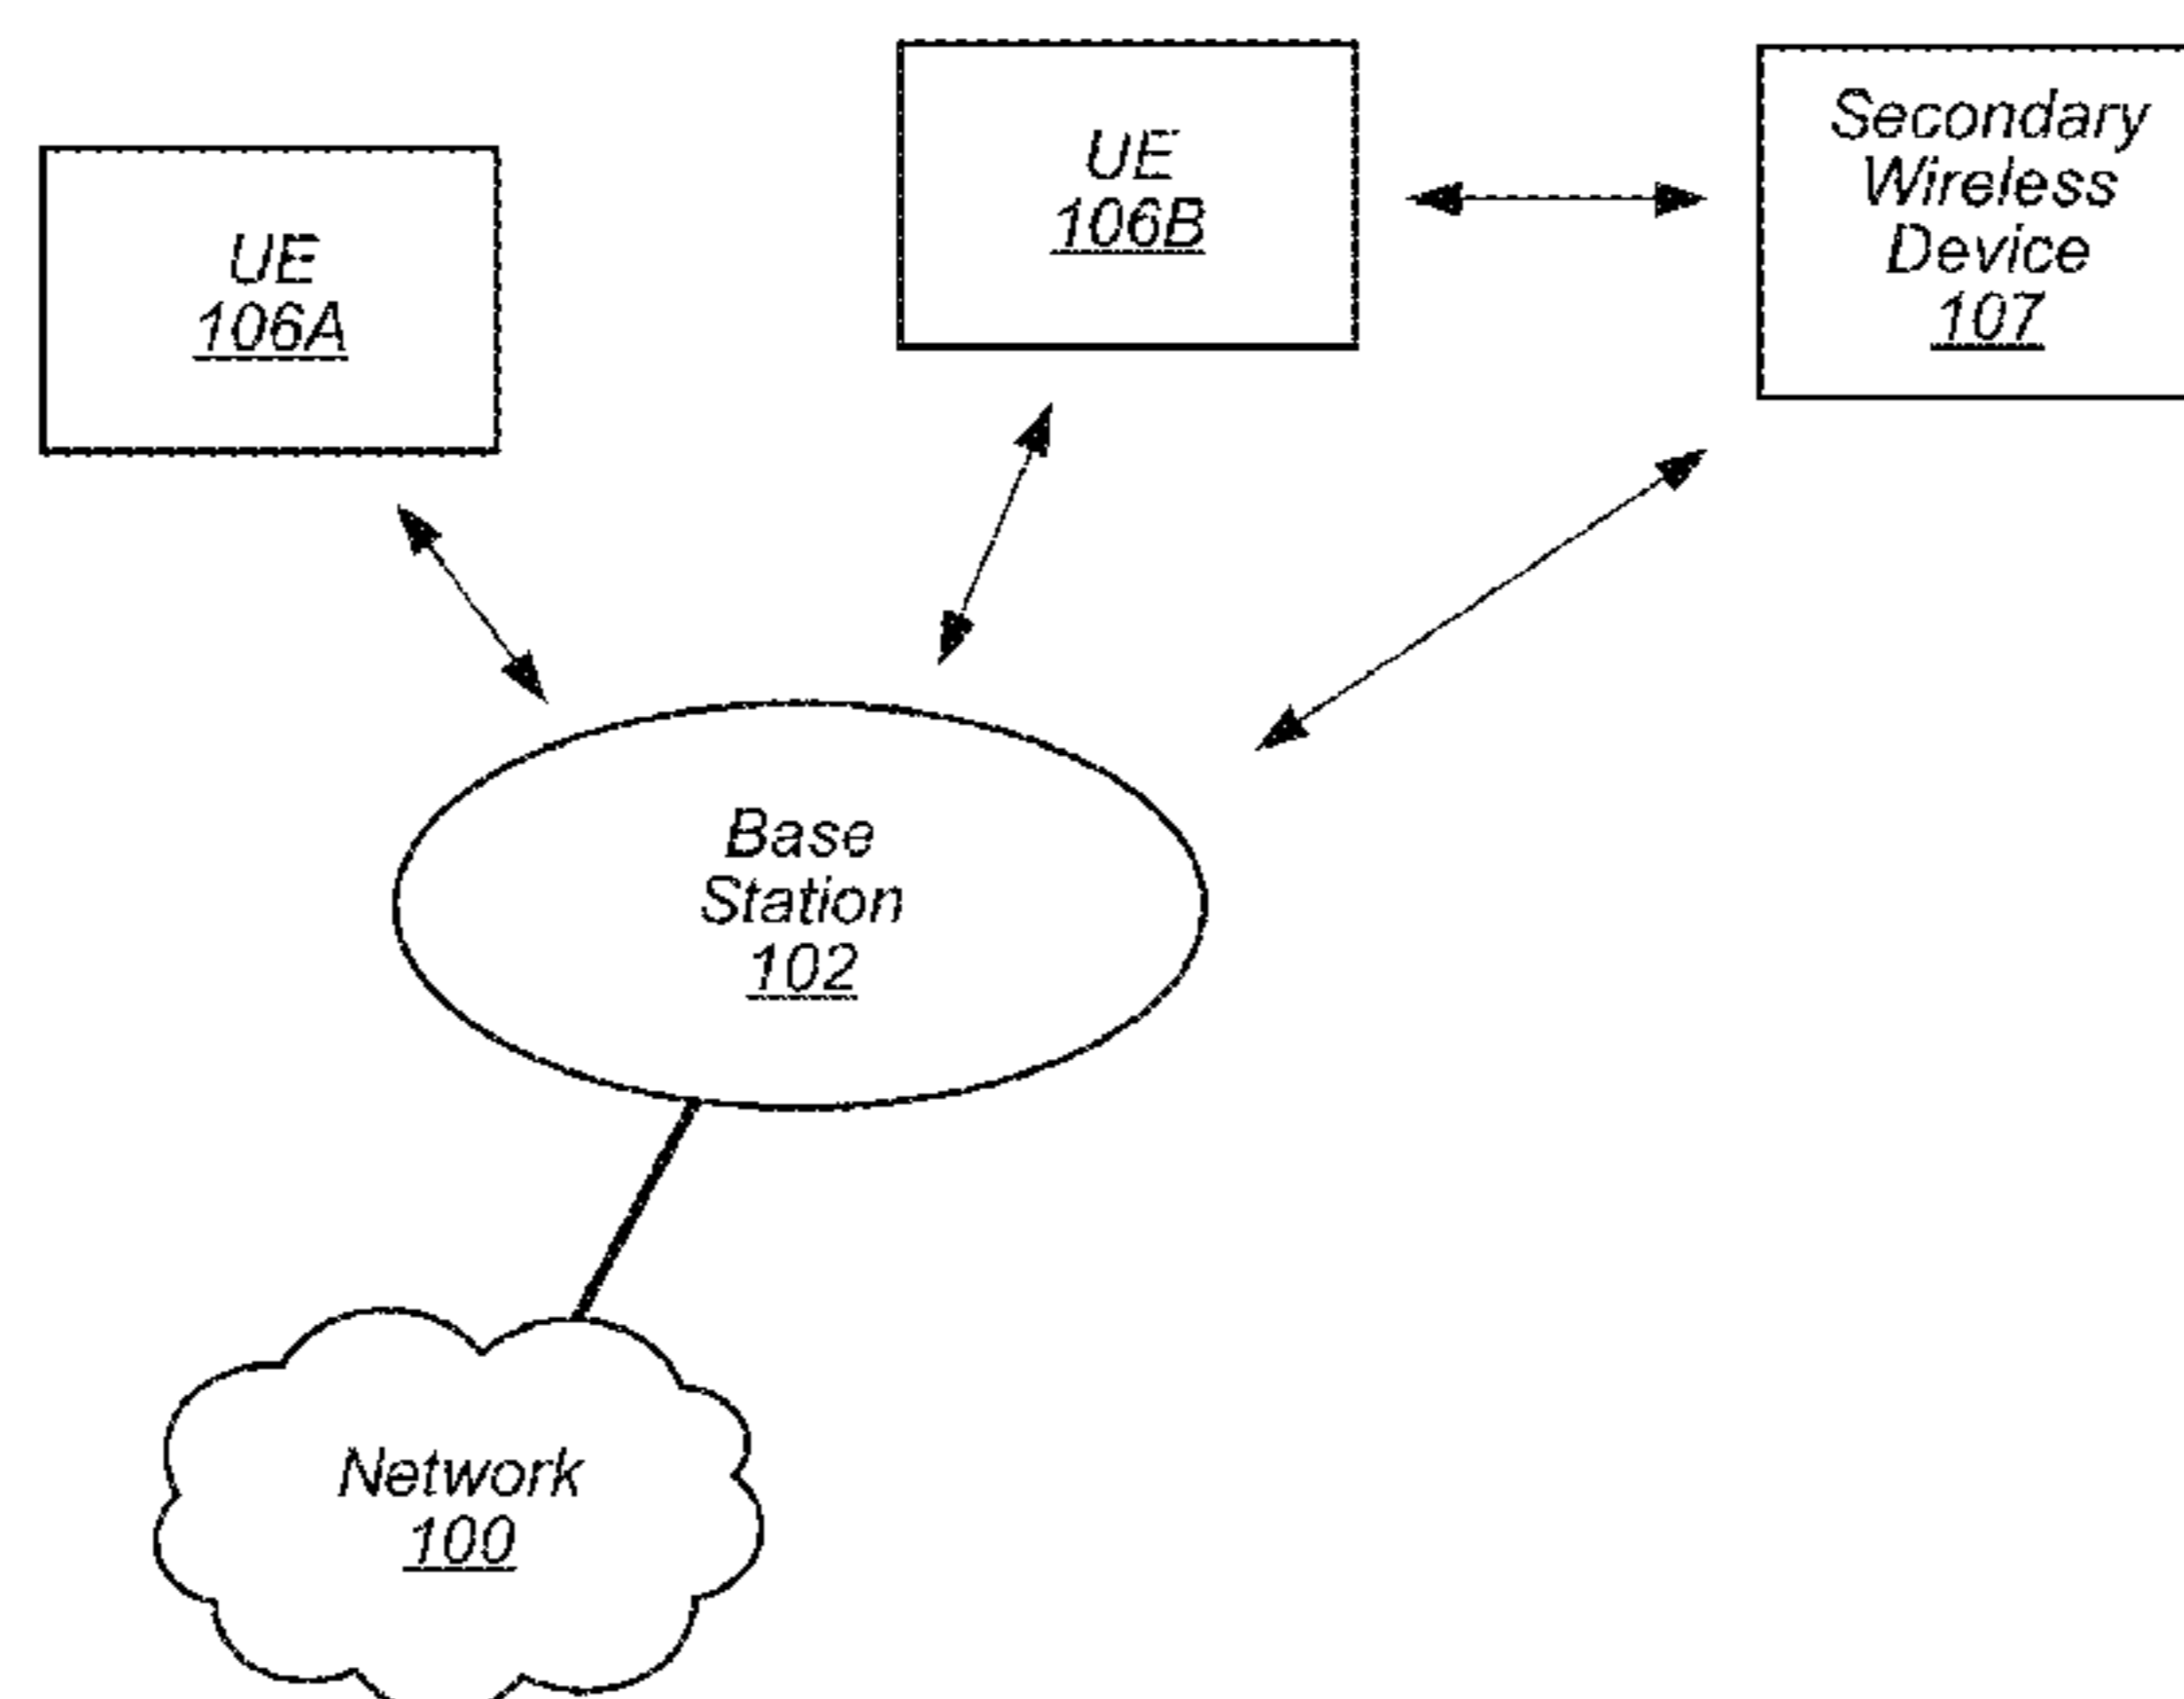 UE
106A
UE
106B
Secondary
Wireless
Device
107
Base
Station
102
Network
100